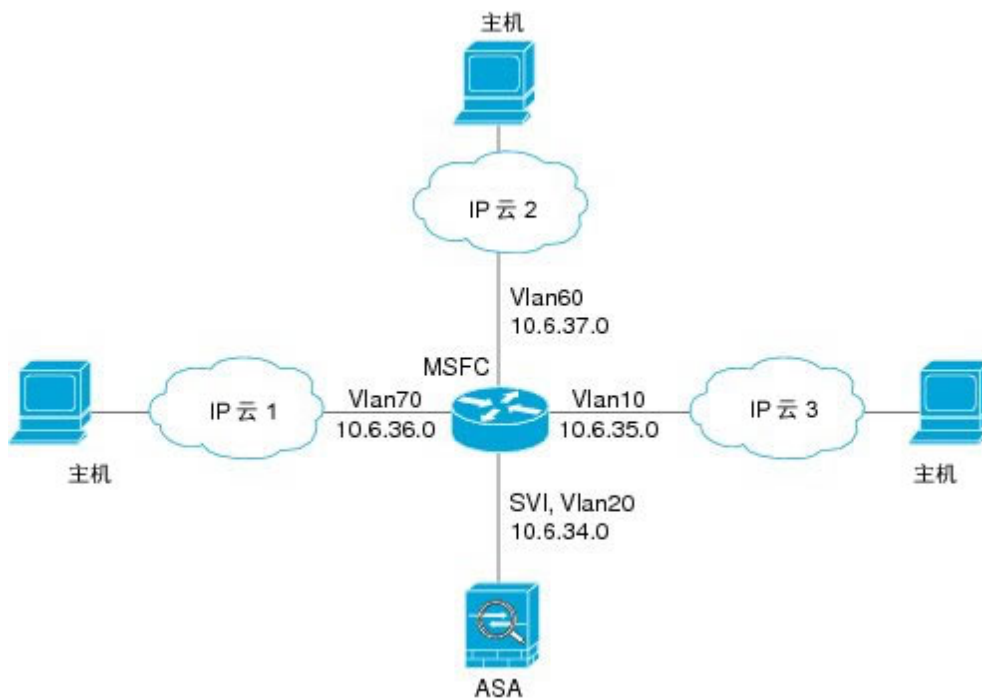 主机
IP 云 2
Vlan60
10.6.37.0
MSFC
IP 云 1
Vlan70
10.6.36.0
Vlan10
10.6.35.0
IP 云 3
主机
主机
SVI, Vlan20
10.6.34.0
ASA